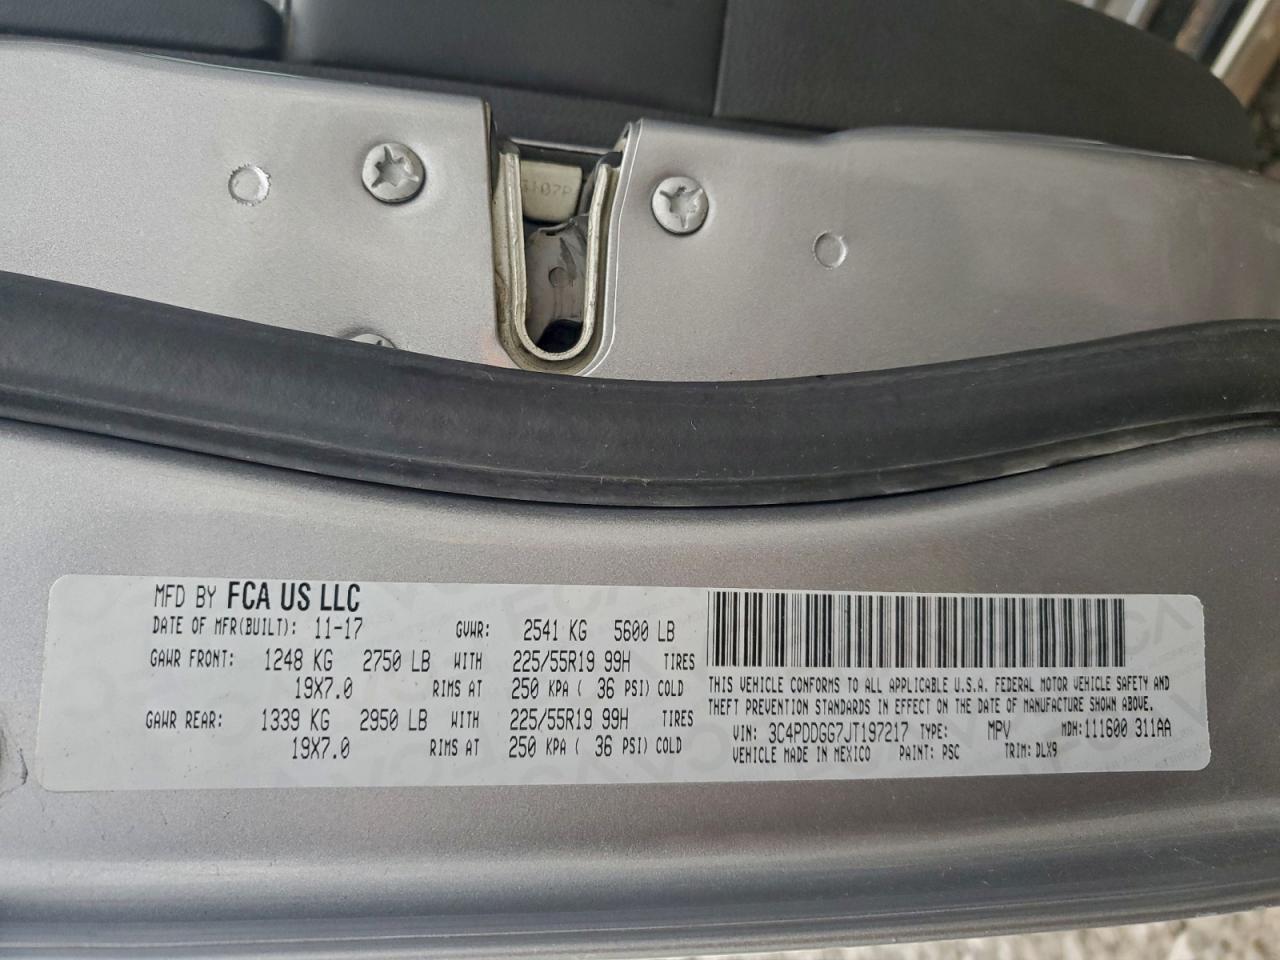 MFD BY FCA US LLC
DATE OF MFR(BUILT): 11-17 GVWR: 2541 KG 5600 LB
GAWR FRONT: 1248 KG 2750 LB WITH 225/55R19 99H TIRES
19X7.0 RIMS AT 250 KPA ( 36 PSI) COLD
GAWR REAR: 1339 KG 2950 LB WITH 225/55R19 99H TIRES
19X7.0 RIMS AT 250 KPA ( 36 PSI) COLD
THIS VEHICLE CONFORMS TO ALL APPLICABLE U.S.A. FEDERAL MOTOR VEHICLE SAFETY AND
THEFT PREVENTION STANDARDS IN EFFECT ON THE DATE OF MANUFACTURE SHOWN ABOVE.
VIN: 3C4PDDGG7JT197217 TYPE: MPV MDH:111600 311AA
VEHICLE MADE IN MEXICO PAINT: PSC TRIM: DLX9